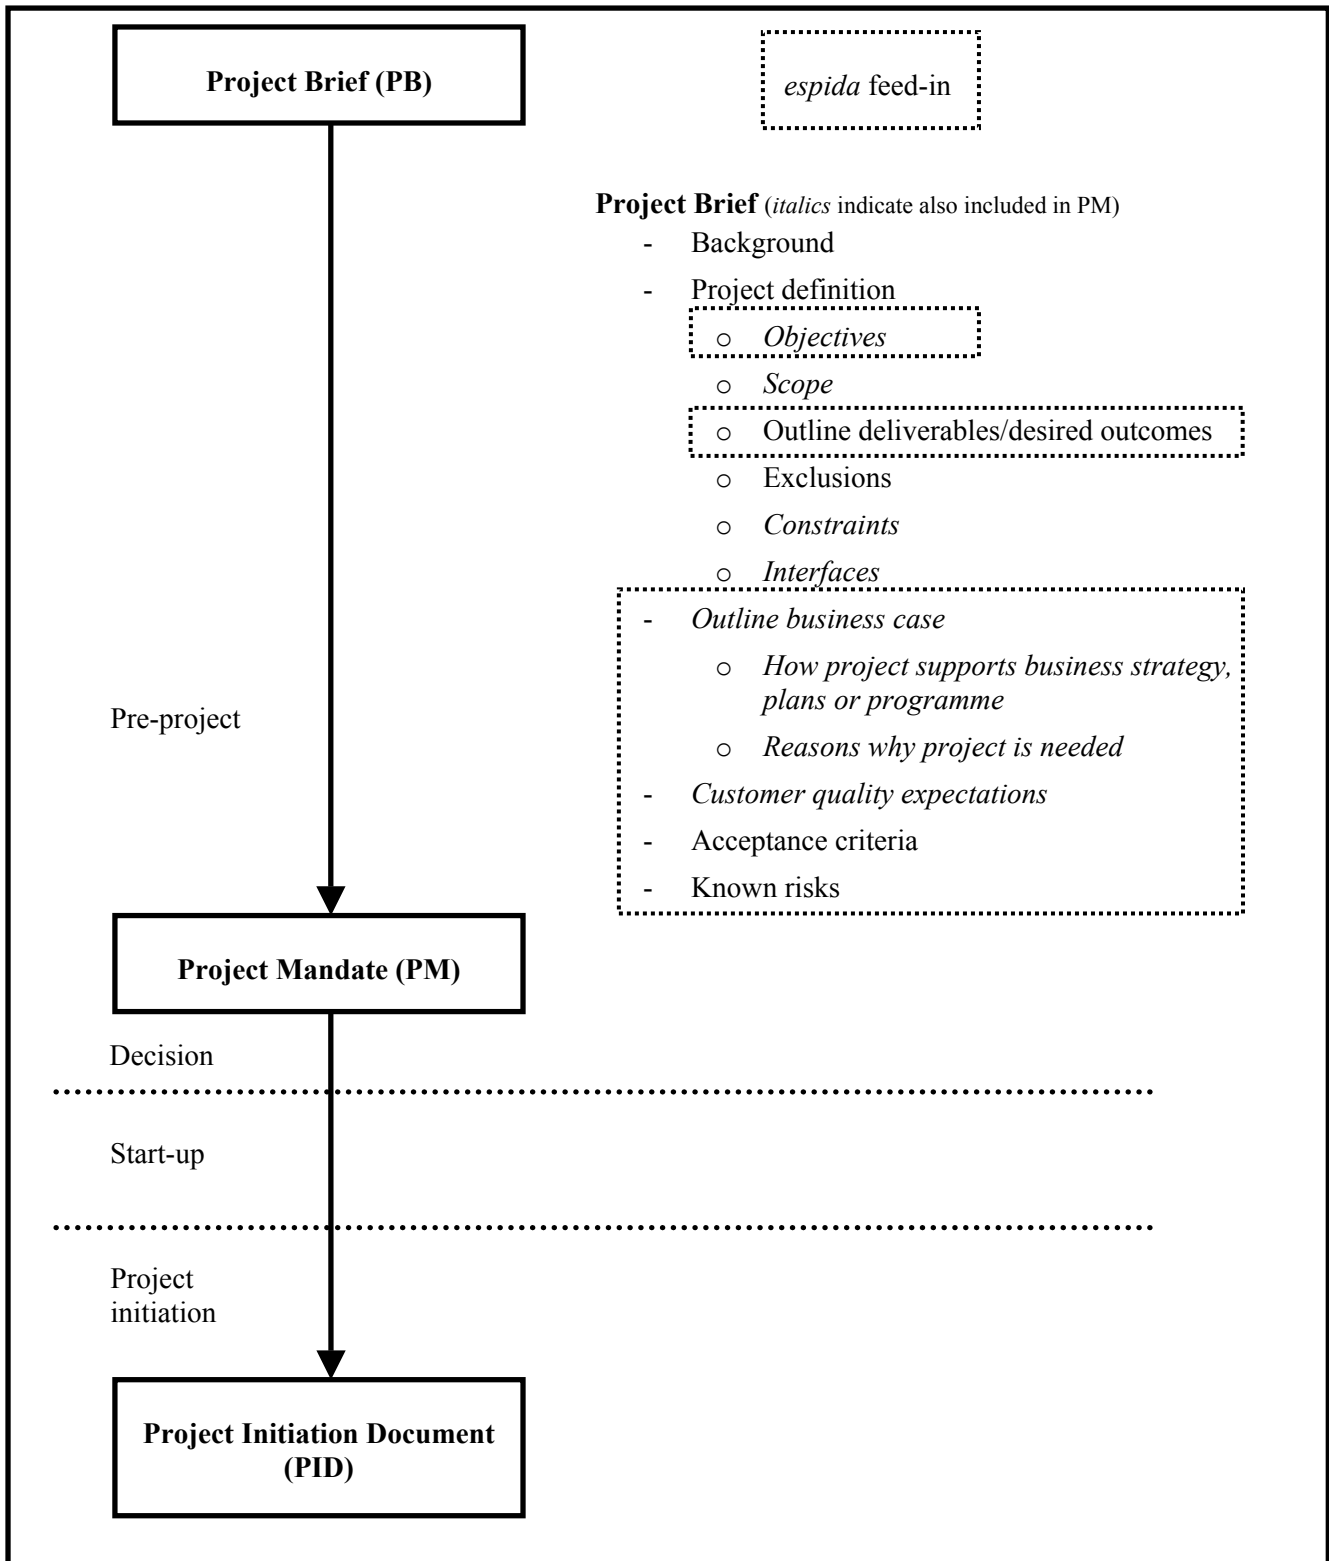 Project Brief (PB)
espida feed-in
Project Brief (italics indicate also included in PM)
- Background
- Project definition
o Objectives
o Scope
o Outline deliverables/desired outcomes
o Exclusions
o Constraints
o Interfaces
- Outline business case
o How project supports business strategy,
plans or programme
o Reasons why project is needed
- Customer quality expectations
- Acceptance criteria
- Known risks
Pre-project
Project Mandate (PM)
Decision
Start-up
Project
initiation
Project Initiation Document
(PID)